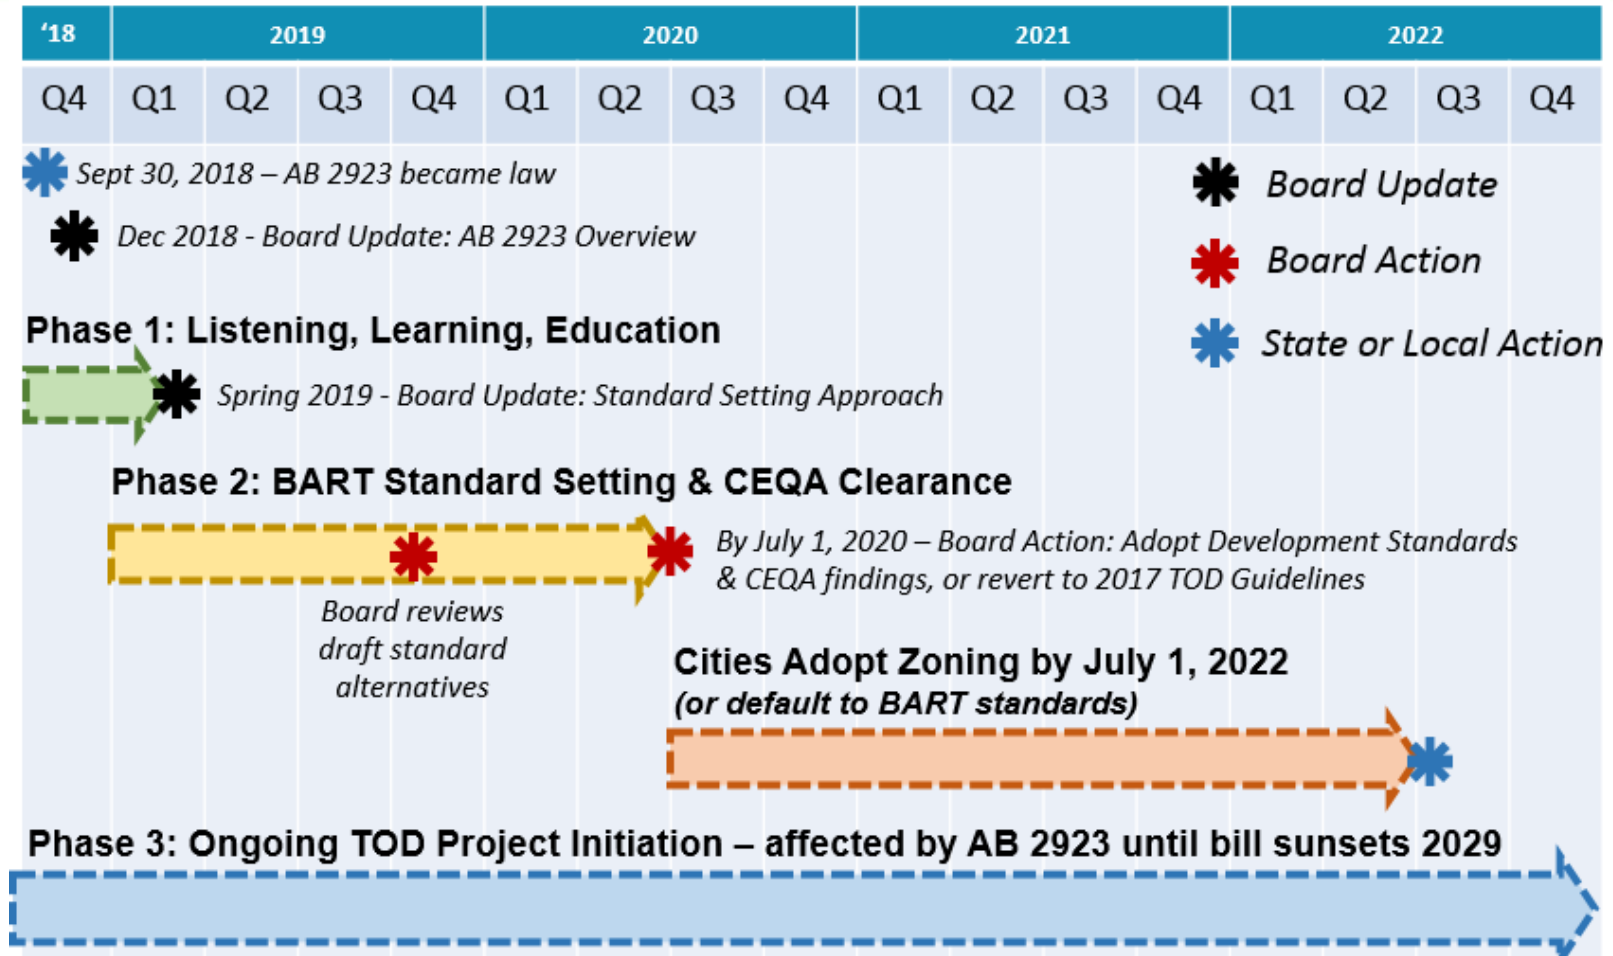 ‘18 2019 2020 2021 2022
Q4 Q1 Q2 Q3 Q4 Q1 Q2 Q3 Q4 Q1 Q2 Q3 Q4 Q1 Q2 Q3 Q4
Sept 30, 2018 – AB 2923 became law
Dec 2018 - Board Update: AB 2923 Overview
Board Update
Board Action
State or Local Action
Phase 1: Listening, Learning, Education
Spring 2019 - Board Update: Standard Setting Approach
Phase 2: BART Standard Setting & CEQA Clearance
By July 1, 2020 – Board Action: Adopt Development Standards
& CEQA findings, or revert to 2017 TOD Guidelines
Board reviews
draft standard
alternatives
Cities Adopt Zoning by July 1, 2022
(or default to BART standards)
Phase 3: Ongoing TOD Project Initiation – affected by AB 2923 until bill sunsets 2029